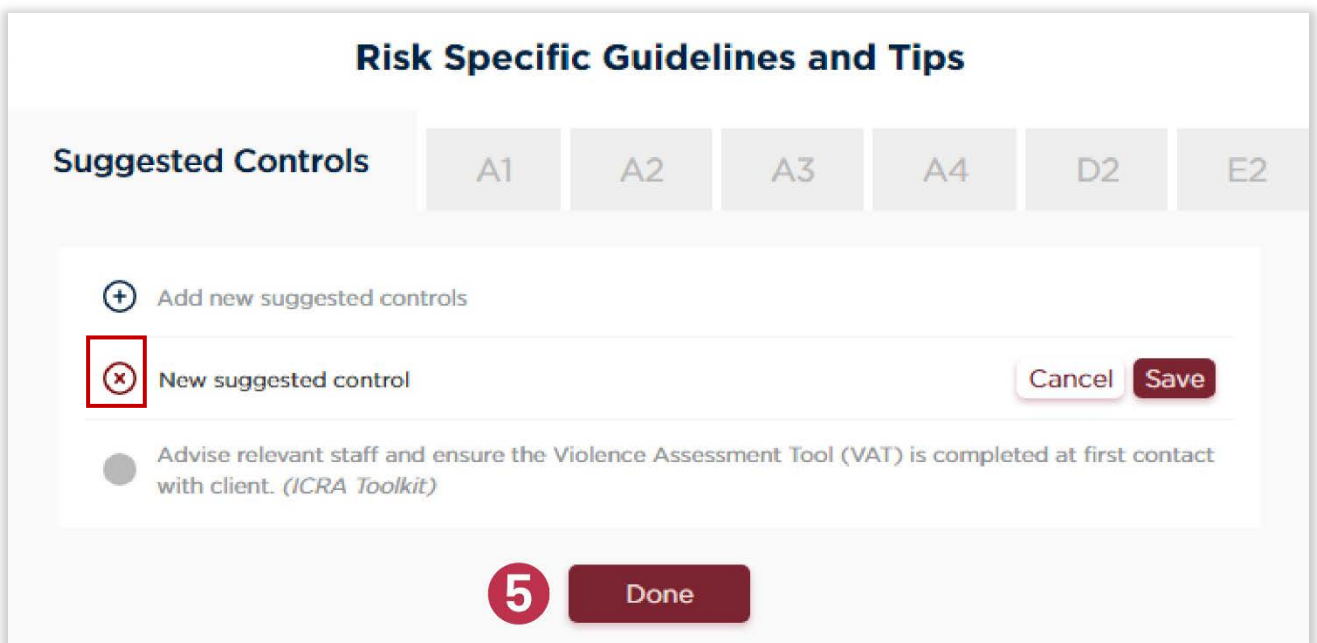 Risk Specific Guidelines and Tips
Suggested Controls A1 A2 A3 A4 D2 E2
Add new suggested controls
New suggested control Cancel Save
Advise relevant staff and ensure the Violence Assessment Tool (VAT) is completed at first contact
with client. (ICRA Toolkit)
5 Done